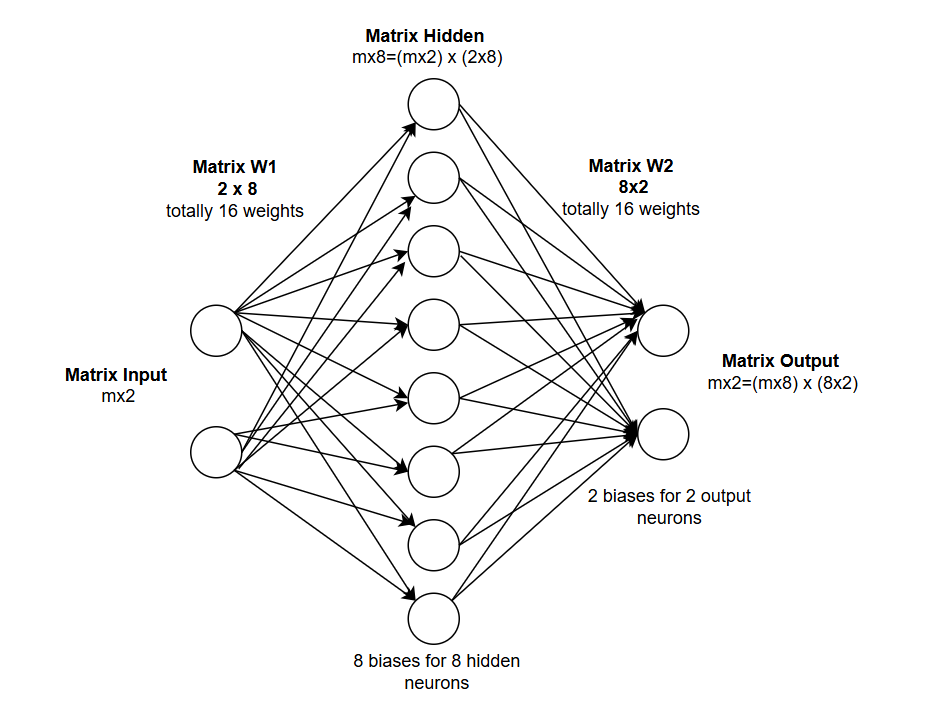 Matrix Hidden
mx8=(mx2) x (2x8)
Matrix W1
2 x 8
totally 16 weights
Matrix W2
8x2
totally 16 weights
Matrix Input
mx2
Matrix Output
mx2=(mx8) x (8x2)
2 biases for 2 output
neurons
8 biases for 8 hidden
neurons